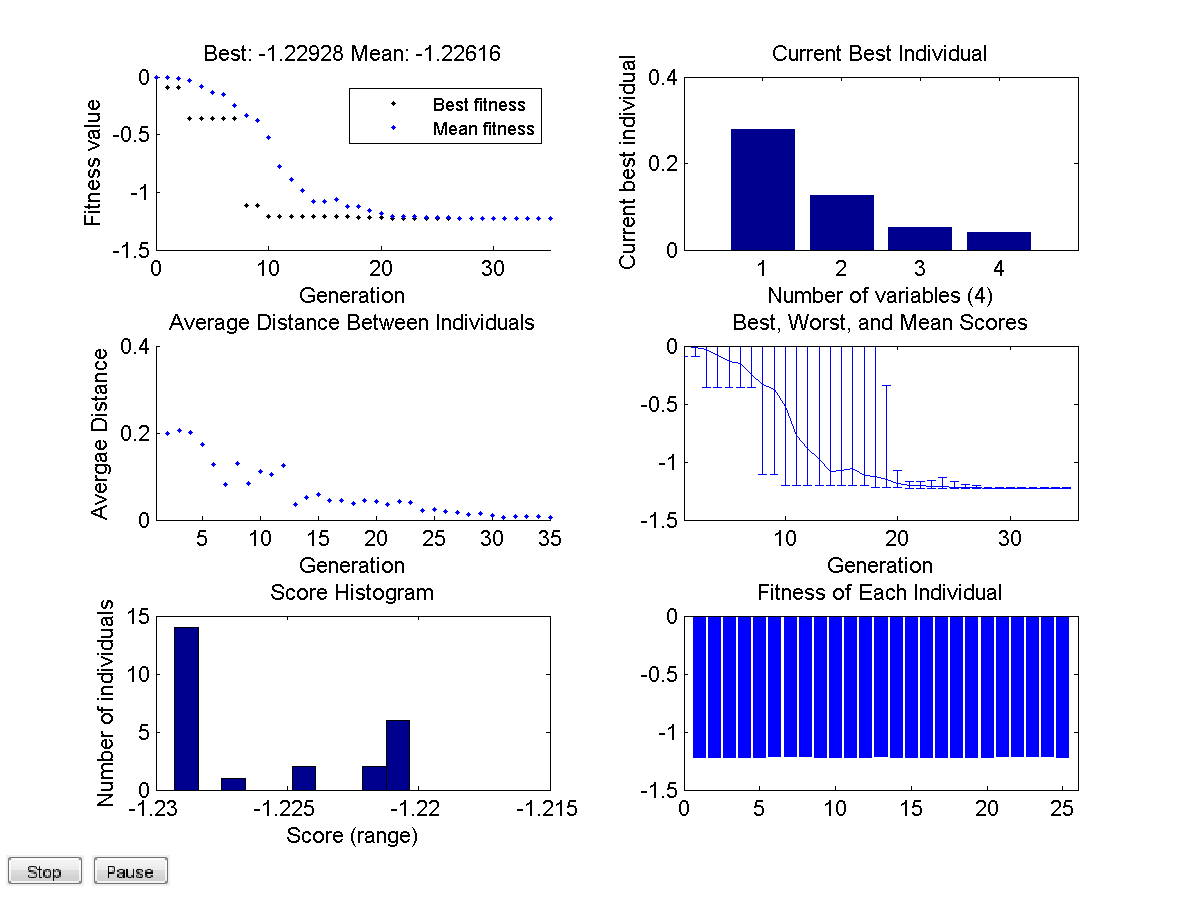 Best: -1.22928 Mean: -1.22616
Fitness value
0
-0.5
-1
-1.5
Best fitness
Mean fitness
0 10 20 30
Generation
Current Best Individual
Current best individual
0.4
0.2
0
1 2 3 4
Number of variables (4)
Average Distance Between Individuals
Avergae Distance
0.4
0.2
0
5 10 15 20 25 30 35
Generation
Best, Worst, and Mean Scores
0
-0.5
-1
-1.5
10 20 30
Generation
Score Histogram
Number of individuals
15
10
5
0
-1.23 -1.225 -1.22 -1.215
Score (range)
Fitness of Each Individual
0
-0.5
-1
-1.5
0 5 10 15 20 25
Stop Pause